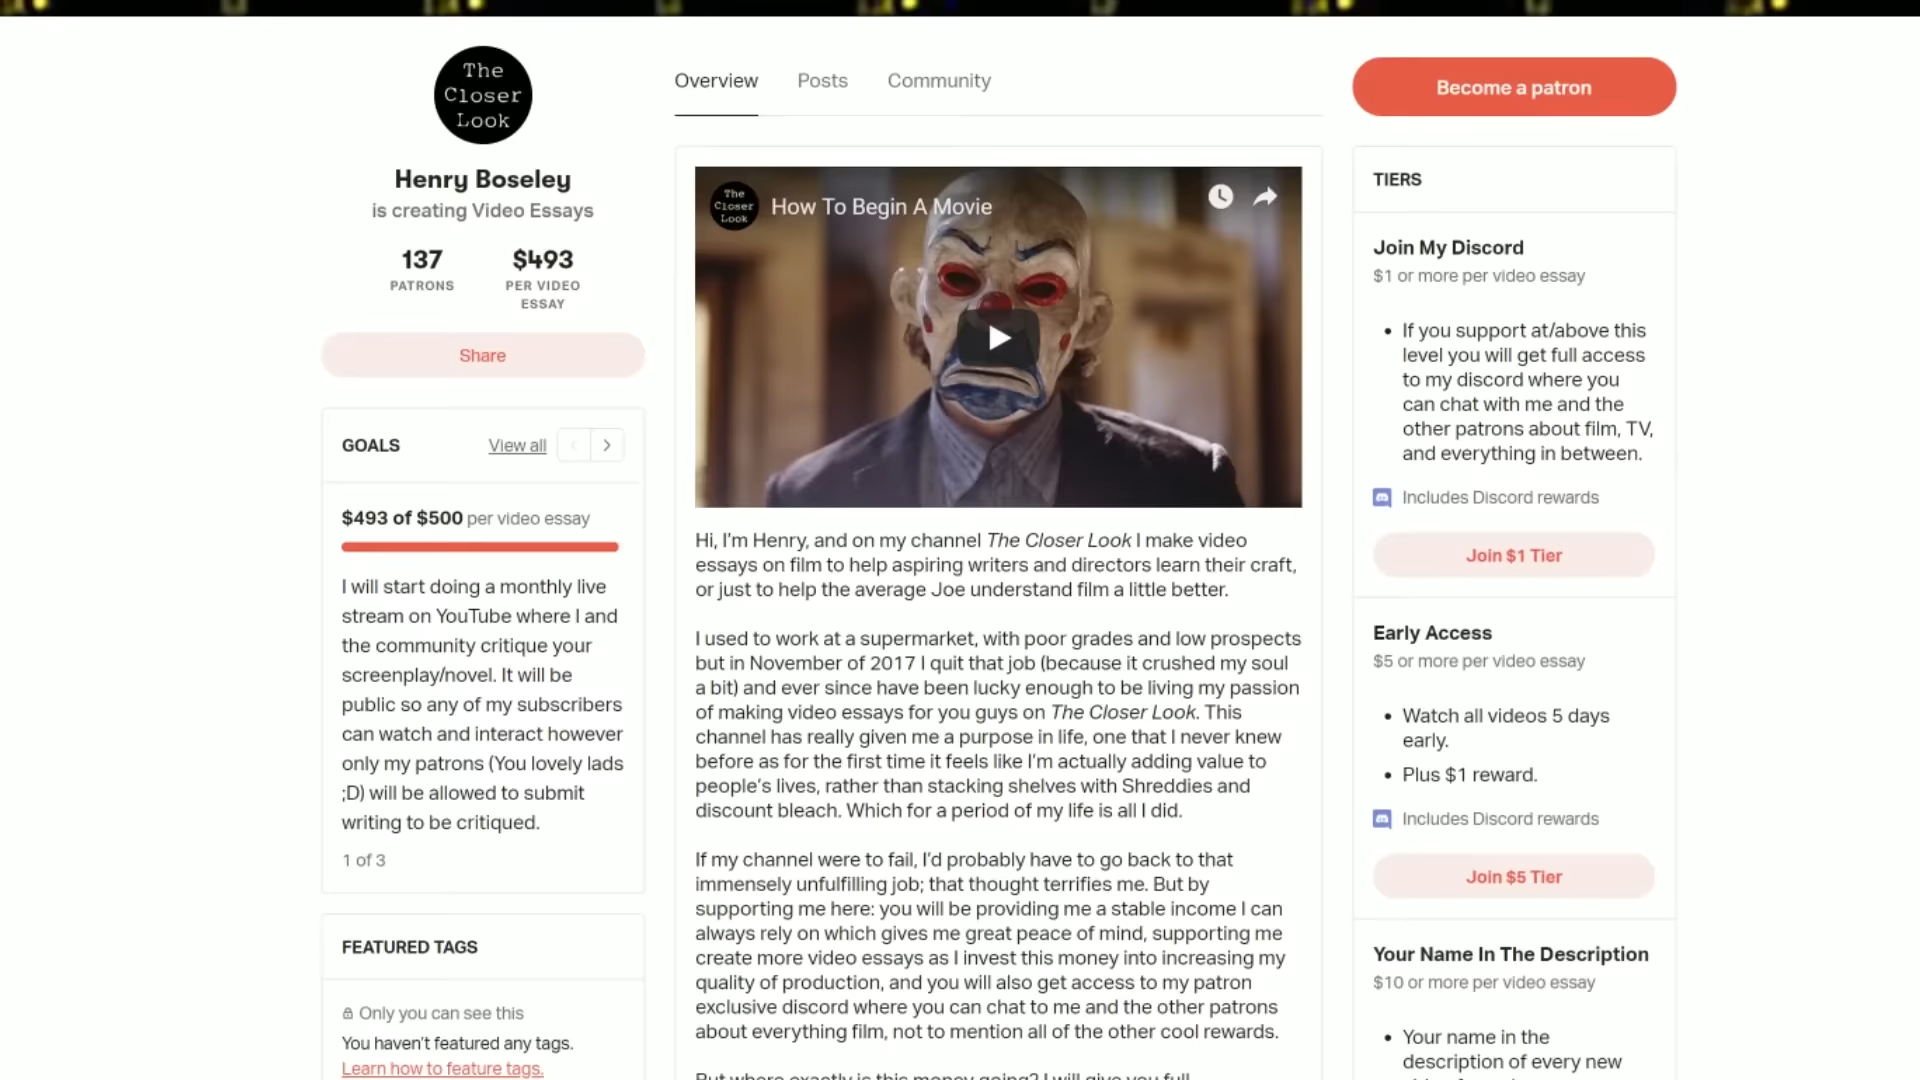 The
Closer
Look
Henry Boseley
is creating Video Essays
137
PATRONS
$493
PER VIDEO
ESSAY
Share
GOALS
View all
$493 of $500 per video essay
I will start doing a monthly live
stream on YouTube where I and
the community critique your
screenplay/novel. It will be
public so any of my subscribers
can watch and interact however
only my patrons (You lovely lads
;D) will be allowed to submit
writing to be critiqued.
1 of 3
FEATURED TAGS
Only you can see this
You haven't featured any tags.
Learn how to feature tags.
Overview Posts Community
The
Closer
Look
How To Begin A Movie
Hi, I'm Henry, and on my channel The Closer Look I make video
essays on film to help aspiring writers and directors learn their craft,
or just to help the average Joe understand film a little better.
I used to work at a supermarket, with poor grades and low prospects
but in November of 2017 I quit that job (because it crushed my soul
a bit) and ever since have been lucky enough to be living my passion
of making video essays for you guys on The Closer Look. This
channel has really given me a purpose in life, one that I never knew
before as for the first time it feels like I'm actually adding value to
people's lives, rather than stacking shelves with Shreddies and
discount bleach. Which for a period of my life is all I did.
If my channel were to fail, I'd probably have to go back to that
immensely unfulfilling job; that thought terrifies me. But by
supporting me here: you will be providing me a stable income I can
always rely on which gives me great peace of mind, supporting me
create more video essays as I invest this money into increasing my
quality of production, and you will also get access to my patron
exclusive discord where you can chat to me and the other patrons
about everything film, not to mention all of the other cool rewards.
But where exactly is this money going? I will give you full
Become a patron
TIERS
Join My Discord
$1 or more per video essay
• If you support at/above this
level you will get full access
to my discord where you
can chat with me and the
other patrons about film, TV,
and everything in between.
Includes Discord rewards
Join $1 Tier
Early Access
$5 or more per video essay
• Watch all videos 5 days
early.
• Plus $1 reward.
Includes Discord rewards
Join $5 Tier
Your Name In The Description
$10 or more per video essay
• Your name in the
description of every new